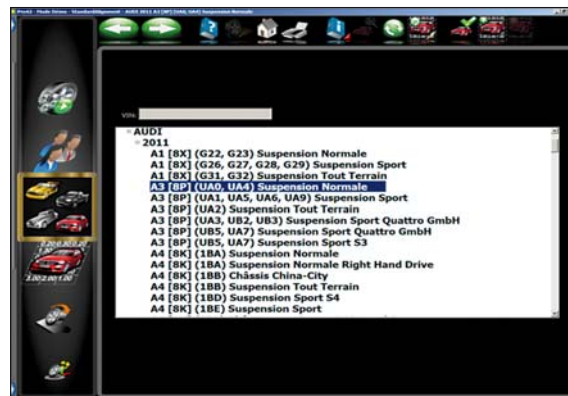 AUDI
2011
A1 [8X] (G22, G23) Suspension Normale
A1 [8X] (G26, G27, G28, G29) Suspension Sport
A1 [8X] (G31, G32) Suspension Tout Terrain
A3 [8P] (UA0, UA4) Suspension Normale
A3 [8P] (UA1, UA5, UA6, UA9) Suspension Sport
A3 [8P] (UA2) Suspension Tout Terrain
A3 [8P] (UA3, UB2, UB3) Suspension Sport Quattro GmbH
A3 [8P] (UB5, UA7) Suspension Sport Quattro GmbH
A3 [8P] (UB5, UA7) Suspension Sport S3
A4 [8K] (1BA) Suspension Normale
A4 [8K] (1BA) Suspension Normale Right Hand Drive
A4 [8K] (1BB) Châssis China-City
A4 [8K] (1BB) Suspension Tout Terrain
A4 [8K] (1BD) Suspension Sport S4
A4 [8K] (1BE) Suspension Sport